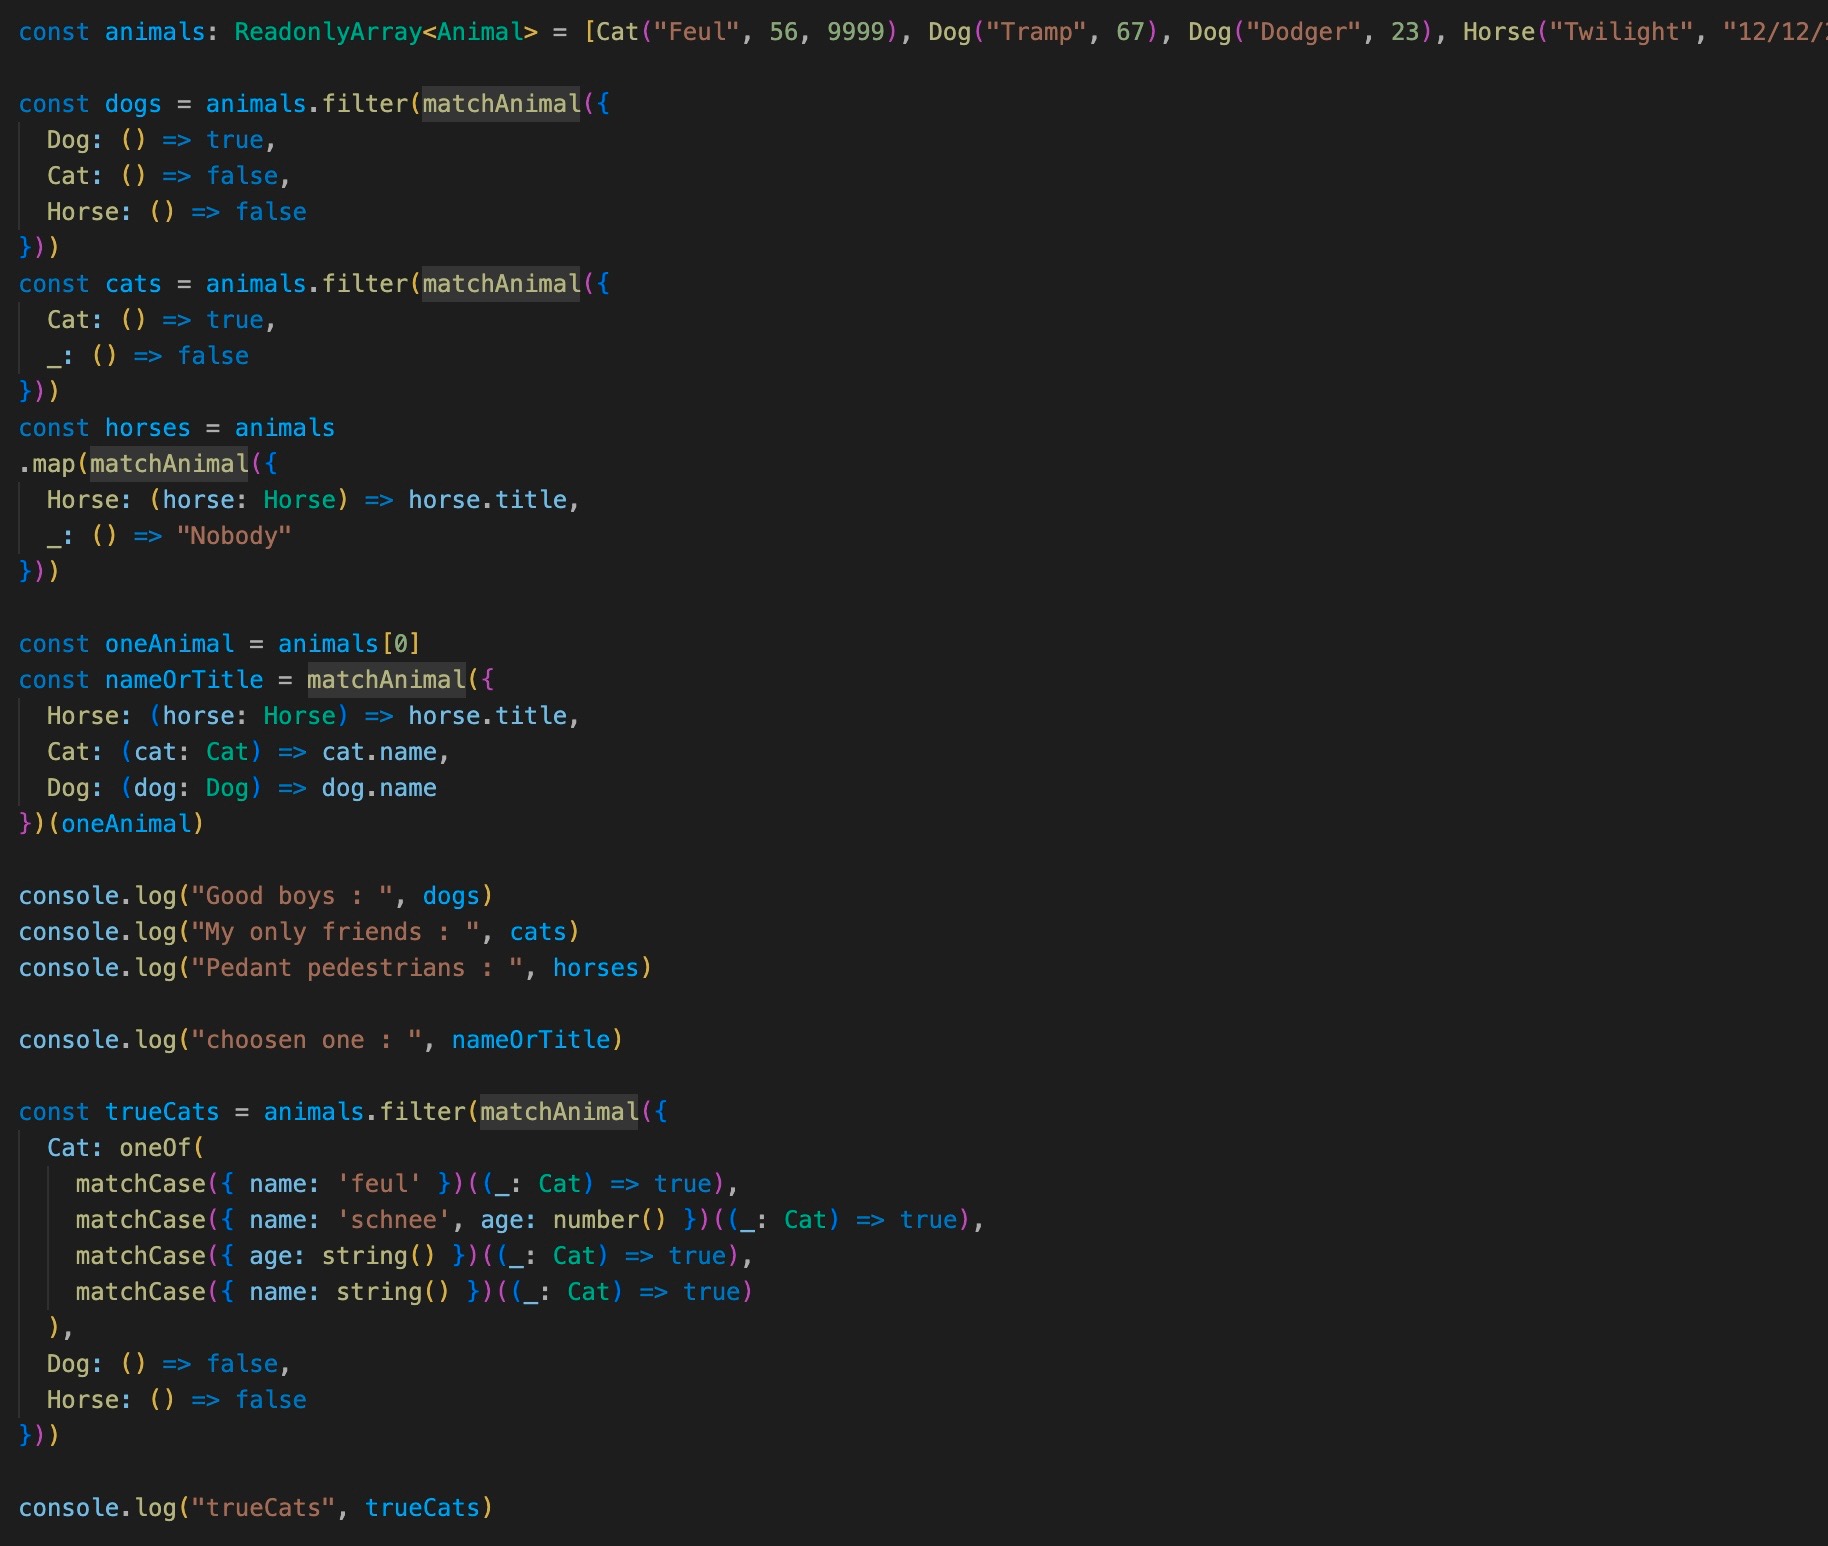 const animals: ReadonlyArray<Animal> = [Cat("Feul", 56, 9999), Dog("Tramp", 67), Dog("Dodger", 23), Horse("Twilight", "12/12/
const dogs = animals.filter(matchAnimal({
  Dog: () => true,
  Cat: () => false,
  Horse: () => false
}))
const cats = animals.filter(matchAnimal({
  Cat: () => true,
  _: () => false
}))
const horses = animals
.map(matchAnimal({
  Horse: (horse: Horse) => horse.title,
  _: () => "Nobody"
}))
const oneAnimal = animals[0]
const nameOrTitle = matchAnimal({
  Horse: (horse: Horse) => horse.title,
  Cat: (cat: Cat) => cat.name,
  Dog: (dog: Dog) => dog.name
})(oneAnimal)
console.log("Good boys : ", dogs)
console.log("My only friends : ", cats)
console.log("Pedant pedestrians : ", horses)
console.log("choosen one : ", nameOrTitle)
const trueCats = animals.filter(matchAnimal({
  Cat: oneOf(
    matchCase({ name: 'feul' })((_: Cat) => true),
    matchCase({ name: 'schnee', age: number() })((_: Cat) => true),
    matchCase({ age: string() })((_: Cat) => true),
    matchCase({ name: string() })((_: Cat) => true)
  ),
  Dog: () => false,
  Horse: () => false
}))
console.log("trueCats", trueCats)